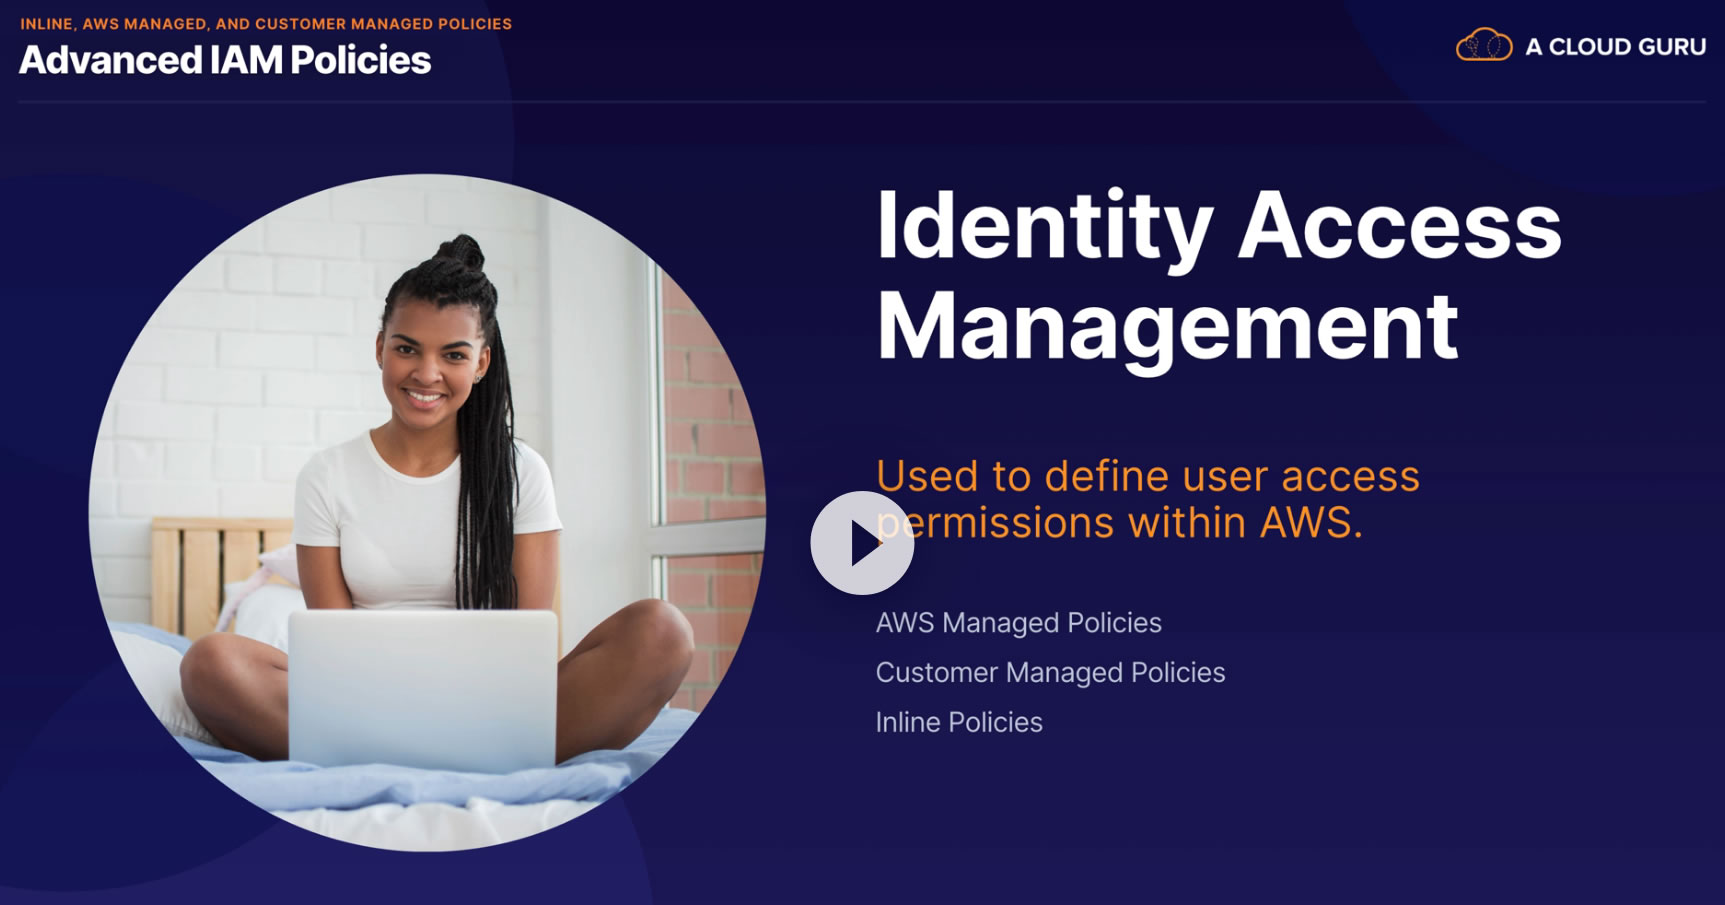 INLINE, AWS MANAGED, AND CUSTOMER MANAGED POLICIES
Advanced IAM Policies
A CLOUD GURU
Identity Access
Management
Used to define user access
permissions within AWS.
AWS Managed Policies
Customer Managed Policies
Inline Policies